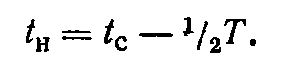 tн = tс — 1/2T.